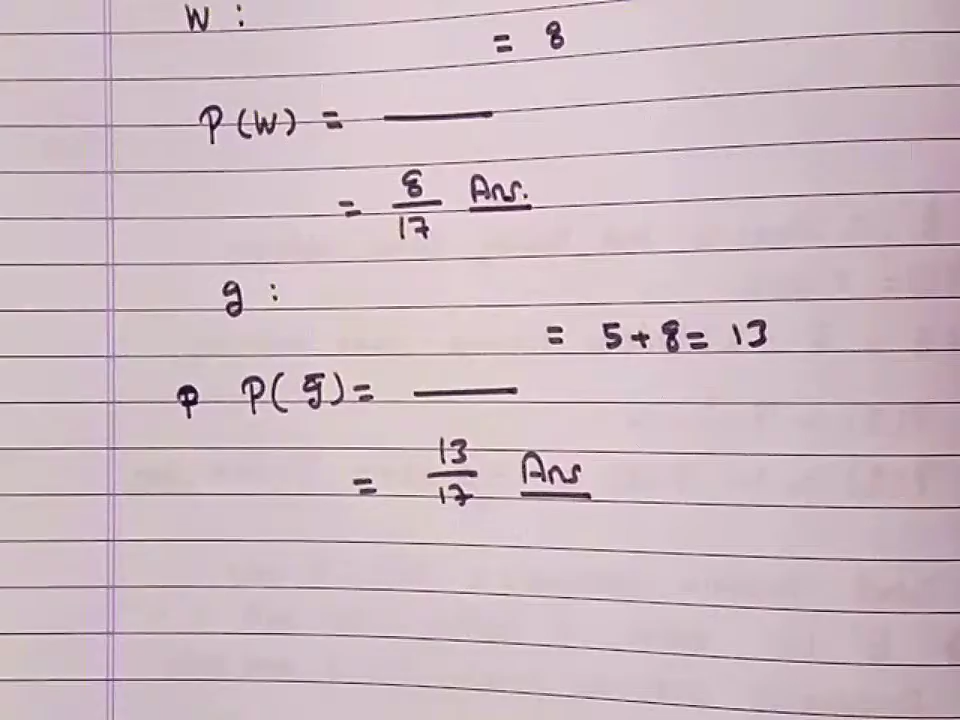 W :
= 8
P(W) =
= 8/17 Ans.
g :
= 5+8= 13
P P(g̅)=
= 13/17 Ans